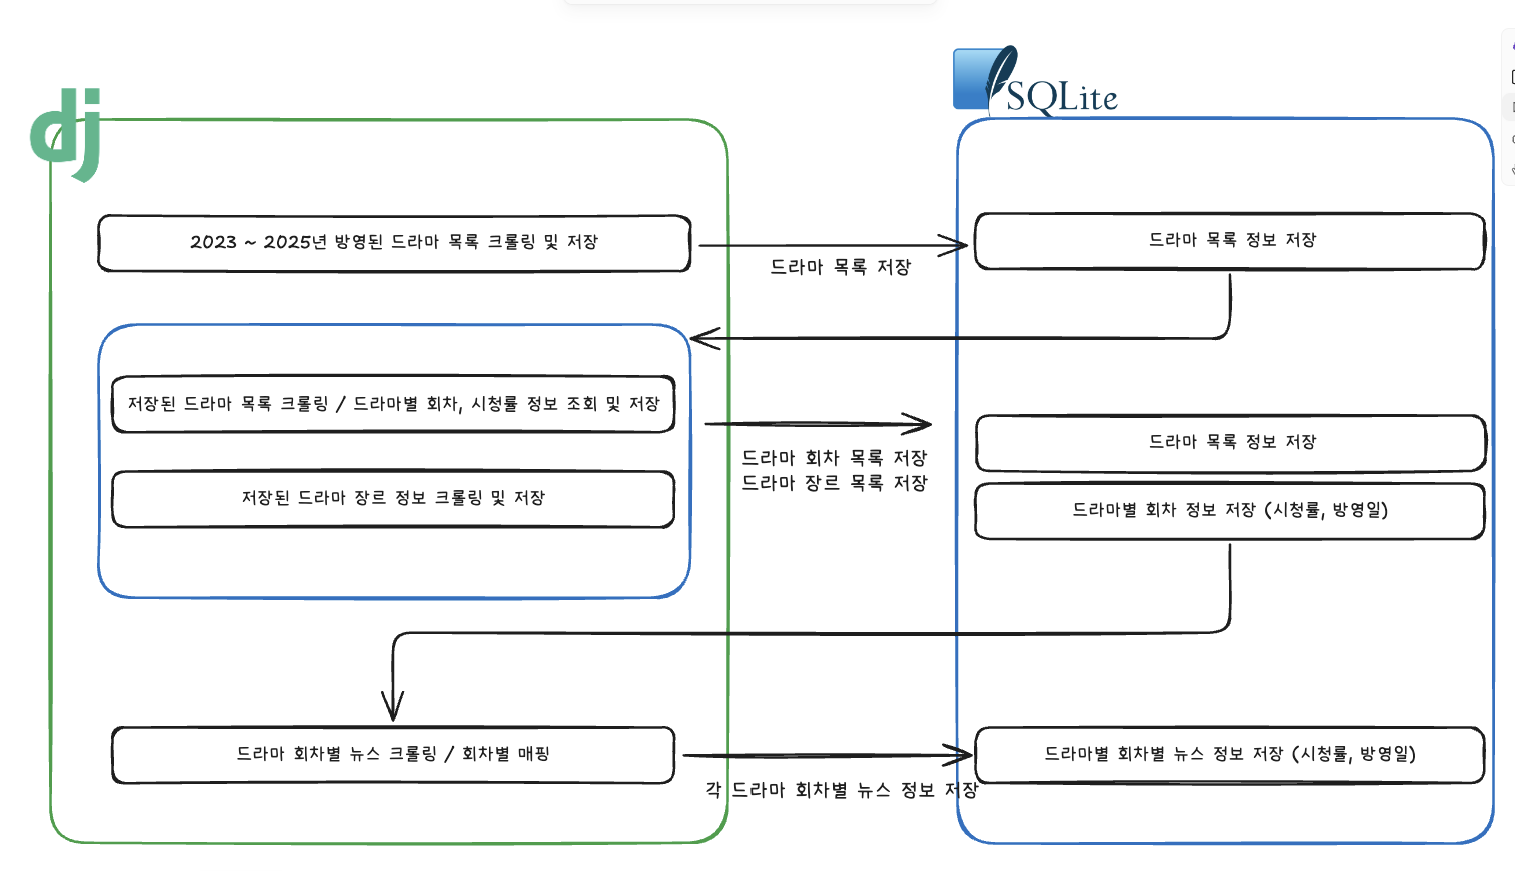 dj
SQLite
2023 ~ 2025년 방영된 드라마 목록 크롤링 및 저장
드라마 목록 저장
드라마 목록 정보 저장
저장된 드라마 목록 크롤링 / 드라마별 회차, 시청률 정보 조회 및 저장
저장된 드라마 장르 정보 크롤링 및 저장
드라마 회차 목록 저장
드라마 장르 목록 저장
드라마 목록 정보 저장
드라마별 회차 정보 저장 (시청률, 방영일)
드라마 회차별 뉴스 크롤링 / 회차별 매핑
각 드라마 회차별 뉴스 정보 저장
드라마별 회차별 뉴스 정보 저장 (시청률, 방영일)